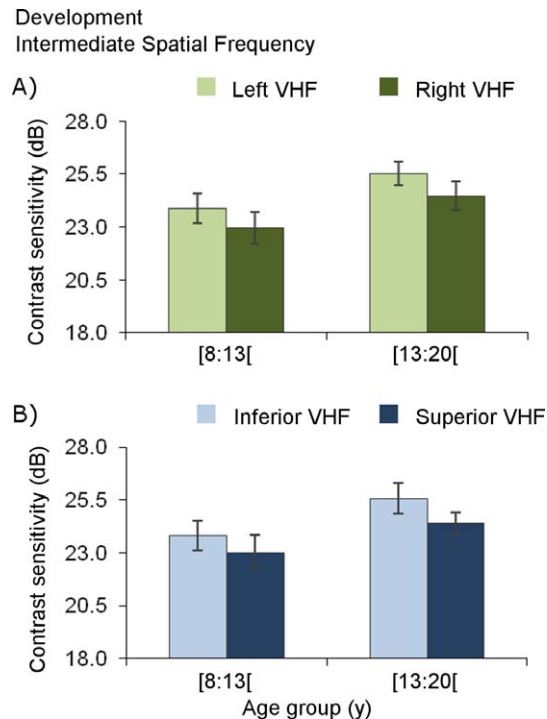 Development
Intermediate Spatial Frequency
A)
Left VHF Right VHF
Contrast sensitivity (dB)
28.0
25.5
23.0
20.5
18.0
[8:13[ [13:20[
B)
Inferior VHF Superior VHF
Contrast sensitivity (dB)
28.0
25.5
23.0
20.5
18.0
[8:13[ [13:20[
Age group (y)